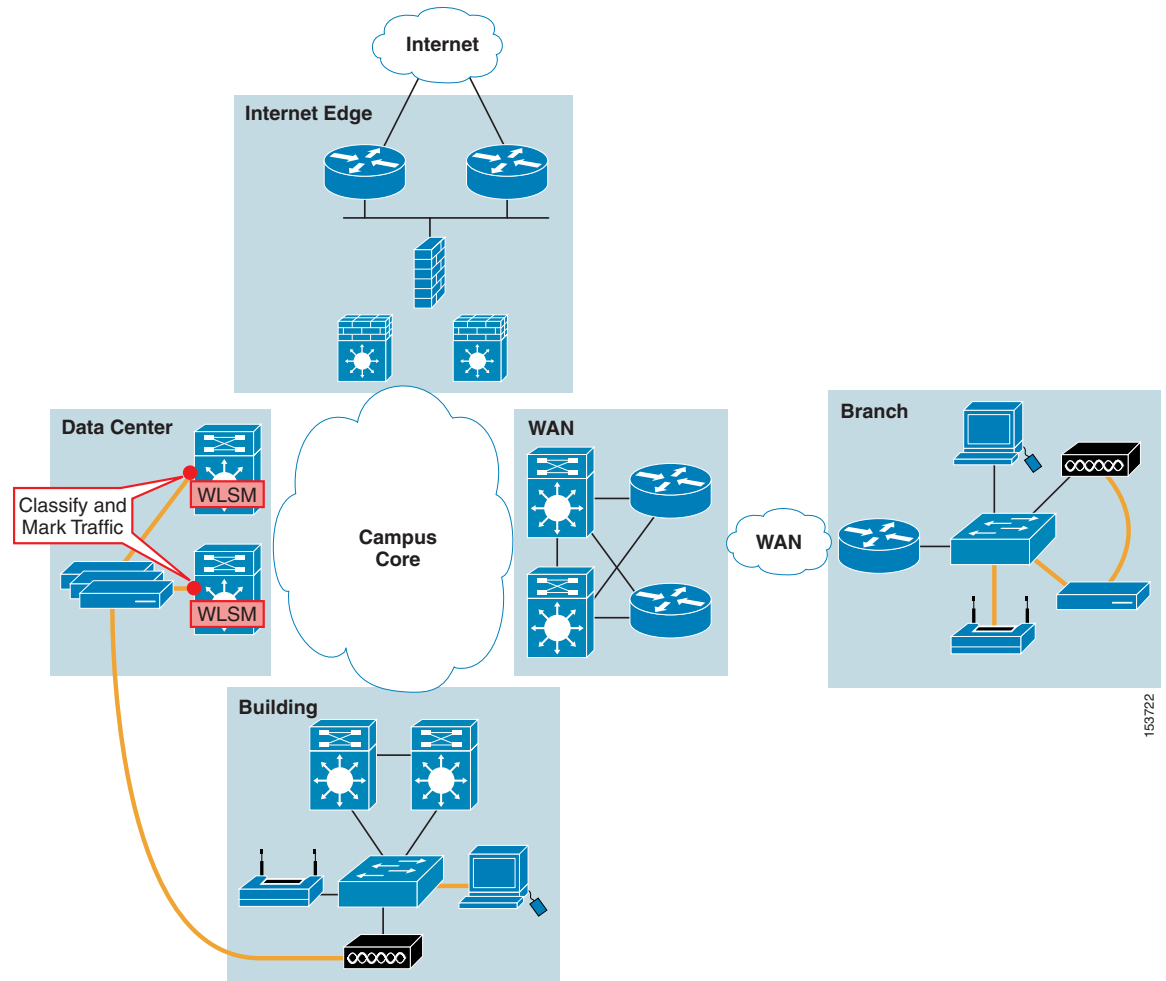 Internet
Internet Edge
Data Center
WLSM
Classify and
Mark Traffic
WLSM
Campus
Core
WAN
WAN
Branch
Building
153722